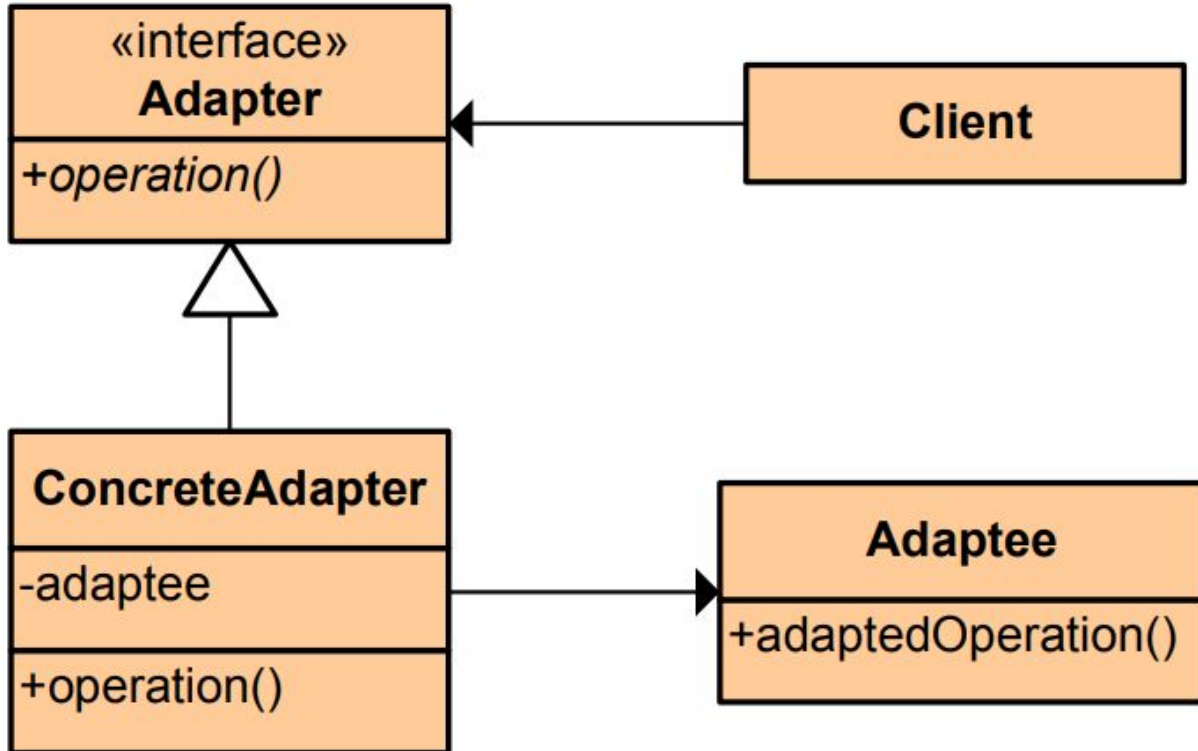 «interface»
Adapter
+operation()
Client
ConcreteAdapter
-adaptee
+operation()
Adaptee
+adaptedOperation()